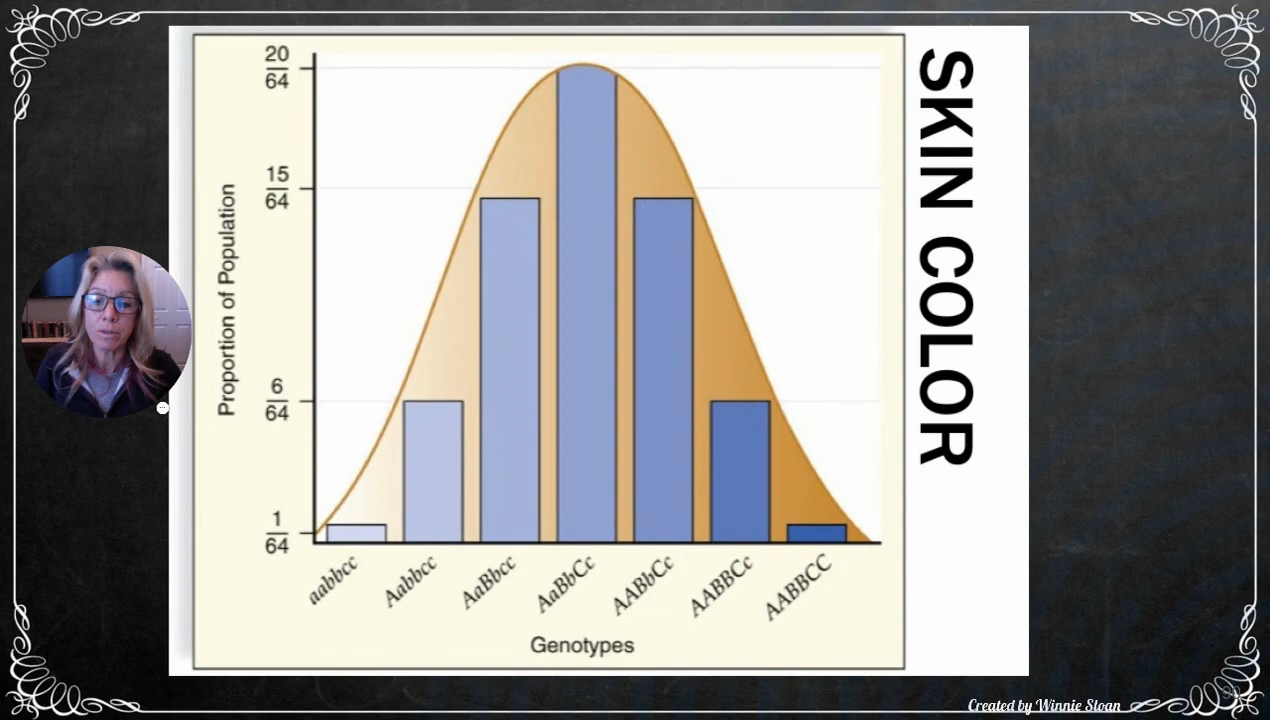 SKIN COLOR
20
64
15
64
6
64
1
64
Proportion of Population
aabbcc
Aabbcc
AaBbcc
AaBbCc
AABbCc
AABBCc
AABBCC
Genotypes
Created by Winnie Sloan